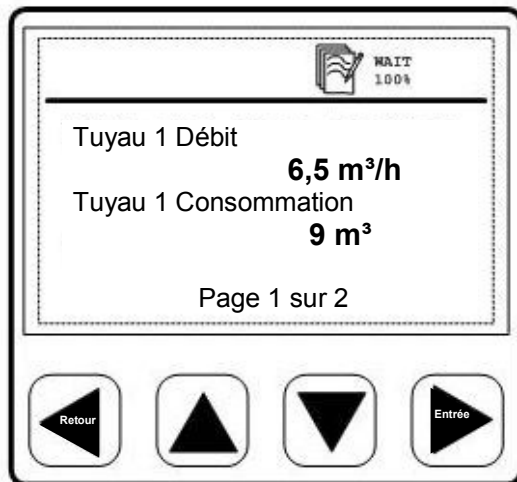 WAIT
100%
Tuyau 1 Débit
6,5 m³/h
Tuyau 1 Consommation
9 m³
Page 1 sur 2
Retour
Entrée